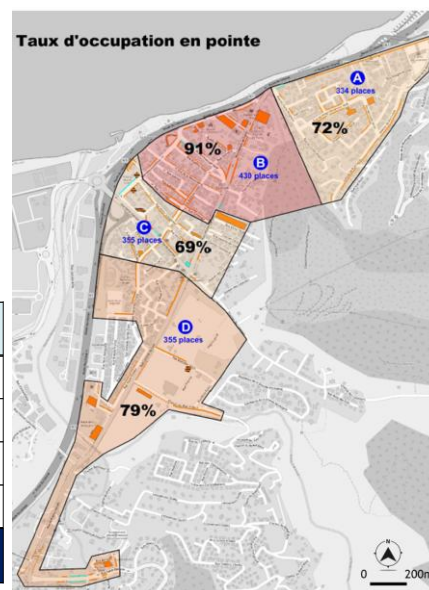 Taux d'occupation en pointe
A
334 places
72%
91%
B
430 places
C
355 places
69%
D
355 places
79%
N
0 200m